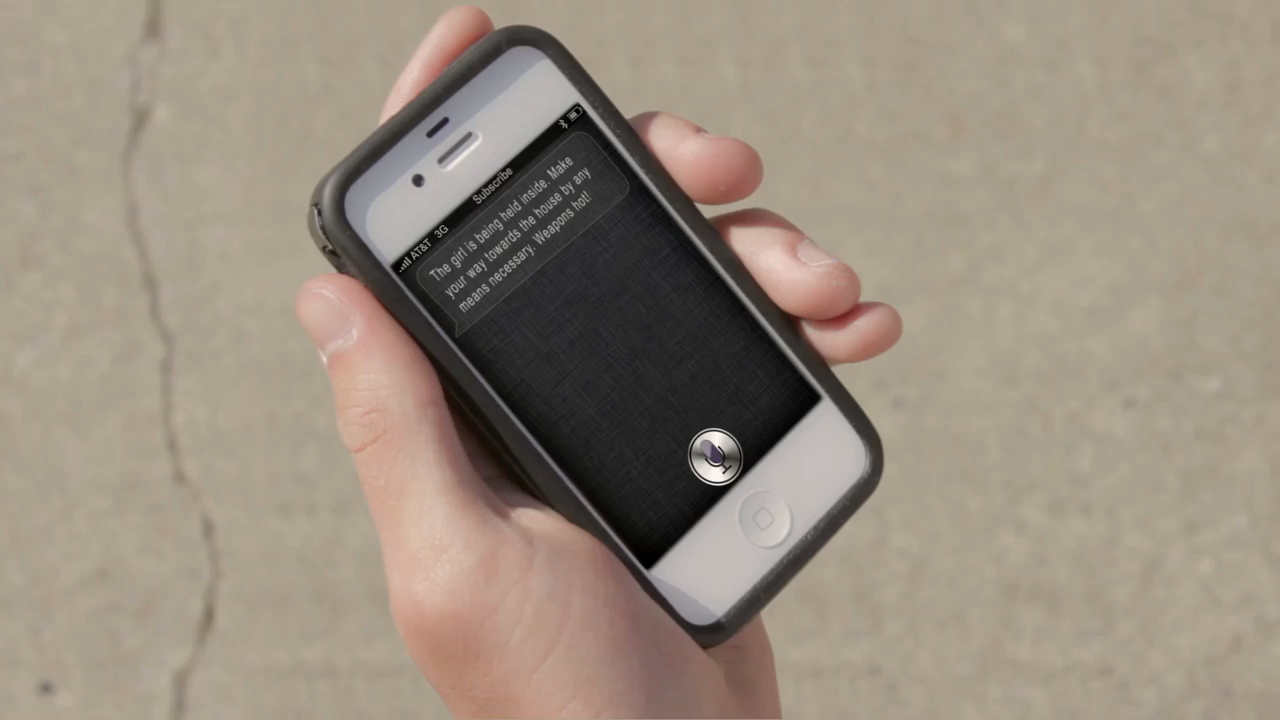 AT&T 3G Subscribe
The girl is being held inside. Make
your way towards the house by any
means necessary. Weapons hot!